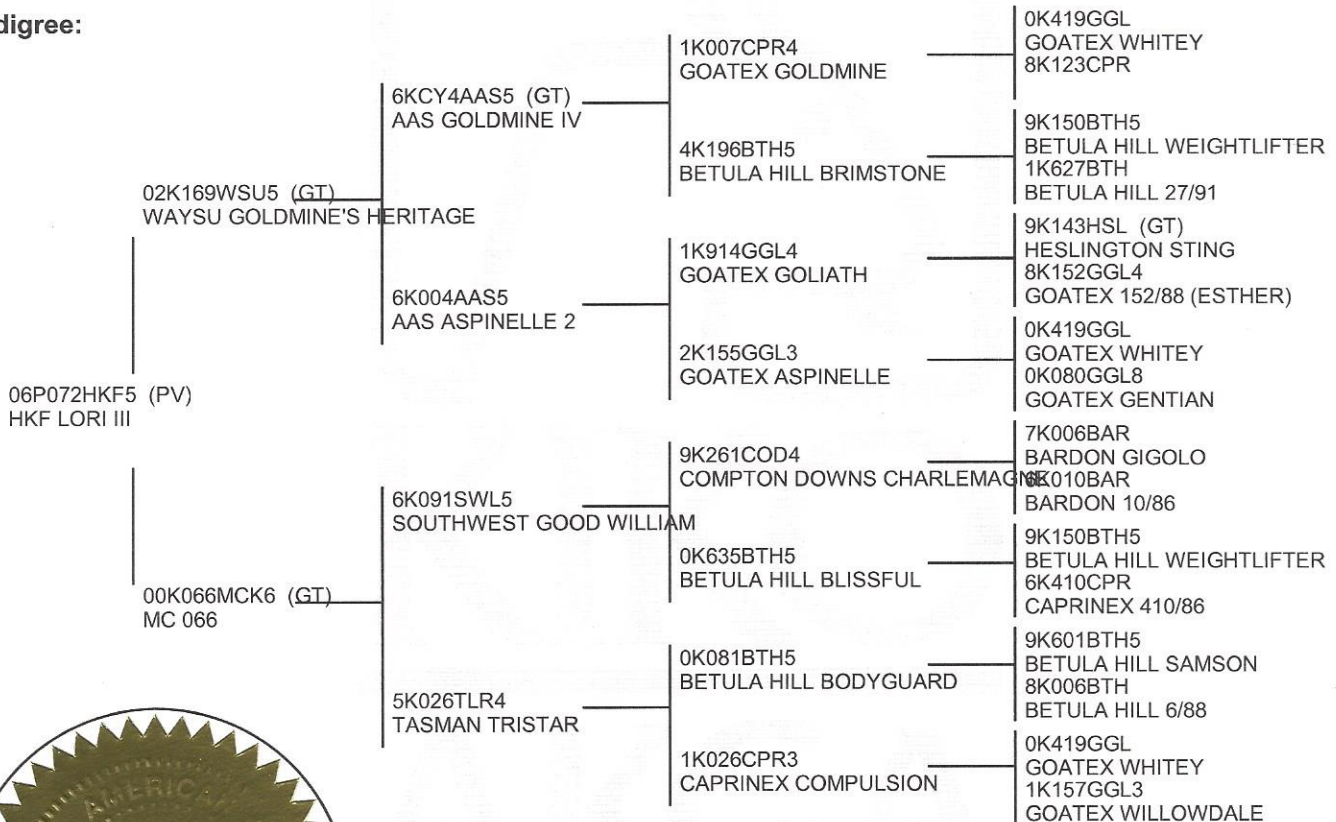 digree:
06P072HKF5 (PV)
HKF LORI III
02K169WSU5 (GT)
WAYSU GOLDMINE'S HERITAGE
00K066MCK6 (GT)
MC 066
6KCY4AAS5 (GT)
AAS GOLDMINE IV
6K004AAS5
AAS ASPINELLE 2
6K091SWL5
SOUTHWEST GOOD WILLIAM
5K026TLR4
TASMAN TRISTAR
1K007CPR4
GOATEX GOLDMINE
4K196BTH5
BETULA HILL BRIMSTONE
1K914GGL4
GOATEX GOLIATH
2K155GGL3
GOATEX ASPINELLE
9K261COD4
COMPTON DOWNS CHARLEMAGNE
0K635BTH5
BETULA HILL BLISSFUL
0K081BTH5
BETULA HILL BODYGUARD
1K026CPR3
CAPRINEX COMPULSION
0K419GGL
GOATEX WHITEY
8K123CPR
9K150BTH5
BETULA HILL WEIGHTLIFTER
1K627BTH
BETULA HILL 27/91
9K143HSL (GT)
HESLINGTON STING
8K152GGL4
GOATEX 152/88 (ESTHER)
0K419GGL
GOATEX WHITEY
0K080GGL8
GOATEX GENTIAN
7K006BAR
BARDON GIGOLO
6K010BAR
BARDON 10/86
9K150BTH5
BETULA HILL WEIGHTLIFTER
6K410CPR
CAPRINEX 410/86
9K601BTH5
BETULA HILL SAMSON
8K006BTH
BETULA HILL 6/88
0K419GGL
GOATEX WHITEY
1K157GGL3
GOATEX WILLOWDALE
AMERICAN